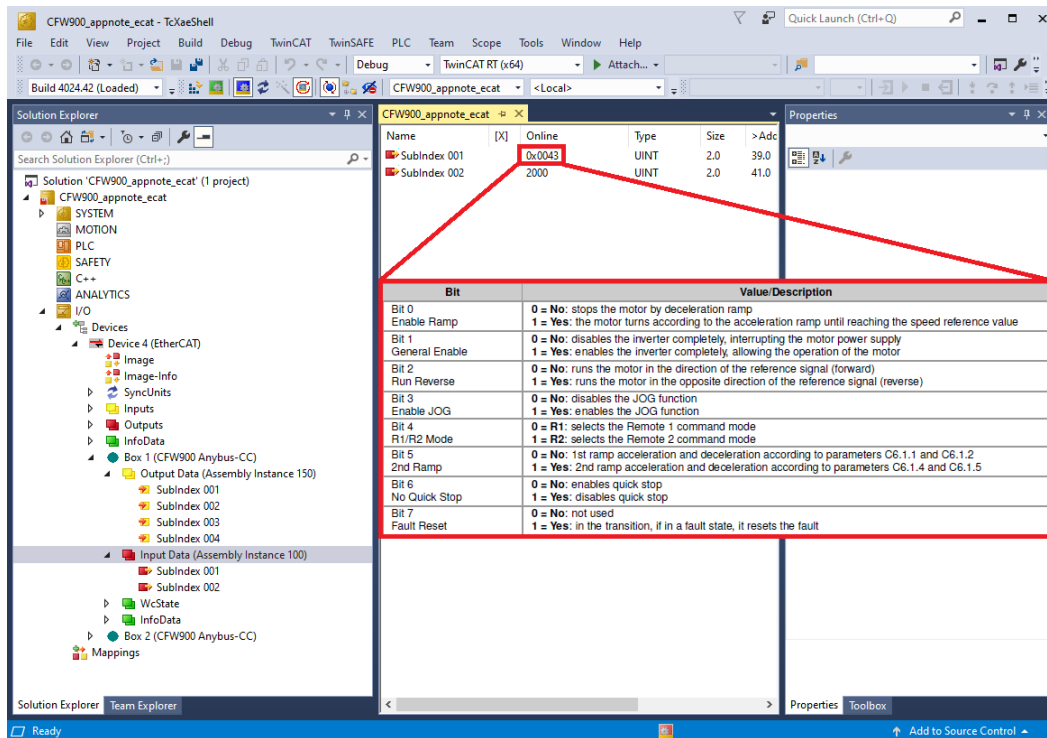 CFW900_appnote_ecat - TcXaeShell
Quick Launch (Ctrl+Q)
File Edit View Project Build Debug TwinCAT TwinSAFE PLC Team Scope Tools Window Help
Debug TwinCAT RT (x64) Attach...
Build 4024.42 (Loaded) CFW900_appnote_ecat <Local>
Solution Explorer
Search Solution Explorer (Ctrl+;)
Solution 'CFW900_appnote_ecat' (1 project)
CFW900_appnote_ecat
SYSTEM
MOTION
PLC
SAFETY
C++
ANALYTICS
I/O
Devices
Device 4 (EtherCAT)
Image
Image-Info
SyncUnits
Inputs
Outputs
InfoData
Box 1 (CFW900 Anybus-CC)
Output Data (Assembly Instance 150)
SubIndex 001
SubIndex 002
SubIndex 003
SubIndex 004
Input Data (Assembly Instance 100)
SubIndex 001
SubIndex 002
WcState
InfoData
Box 2 (CFW900 Anybus-CC)
Mappings
Solution Explorer Team Explorer
CFW900_appnote_ecat
Name [X] Online Type Size >Adc
SubIndex 001 0x0043 UINT 2.0 39.0
SubIndex 002 2000 UINT 2.0 41.0
Bit Value/Description
Bit 0 0 = No: stops the motor by deceleration ramp
Enable Ramp 1 = Yes: the motor turns according to the acceleration ramp until reaching the speed reference value
Bit 1 0 = No: disables the inverter completely, interrupting the motor power supply
General Enable 1 = Yes: enables the inverter completely, allowing the operation of the motor
Bit 2 0 = No: runs the motor in the direction of the reference signal (forward)
Run Reverse 1 = Yes: runs the motor in the opposite direction of the reference signal (reverse)
Bit 3 0 = No: disables the JOG function
Enable JOG 1 = Yes: enables the JOG function
Bit 4 0 = R1: selects the Remote 1 command mode
R1/R2 Mode 1 = R2: selects the Remote 2 command mode
Bit 5 0 = No: 1st ramp acceleration and deceleration according to parameters C6.1.1 and C6.1.2
2nd Ramp 1 = Yes: 2nd ramp acceleration and deceleration according to parameters C6.1.4 and C6.1.5
Bit 6 0 = No: enables quick stop
No Quick Stop 1 = Yes: disables quick stop
Bit 7 0 = No: not used
Fault Reset 1 = Yes: in the transition, if in a fault state, it resets the fault
Properties
Properties Toolbox
Ready
Add to Source Control